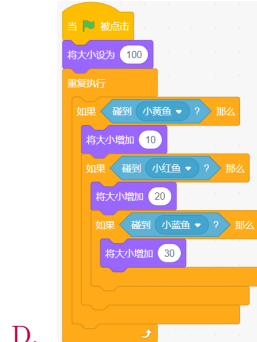 当 被点击
将大小设为 100
重复执行
如果 碰到 小黄鱼 ? 那么
将大小增加 10
如果 碰到 小红鱼 ? 那么
将大小增加 20
如果 碰到 小蓝鱼 ? 那么
将大小增加 30
D.